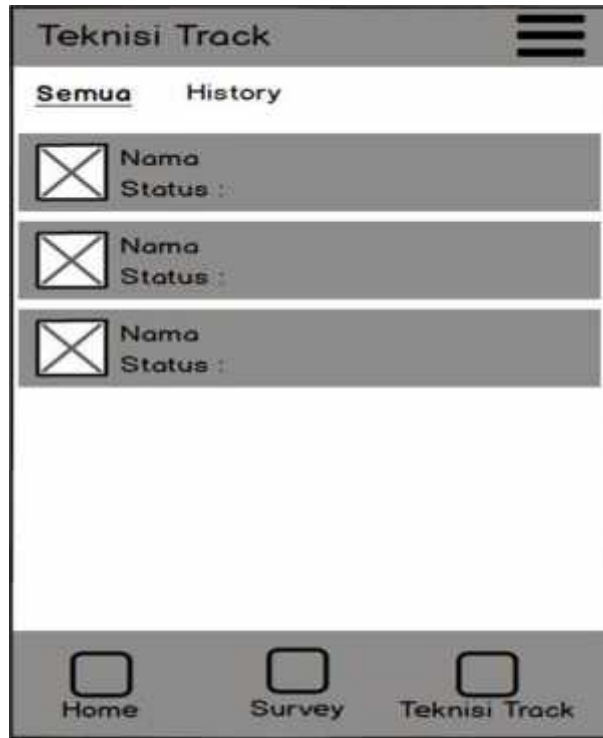 Teknisi Track
Semua History
Nama
Status :
Nama
Status :
Nama
Status :
Home Survey Teknisi Track